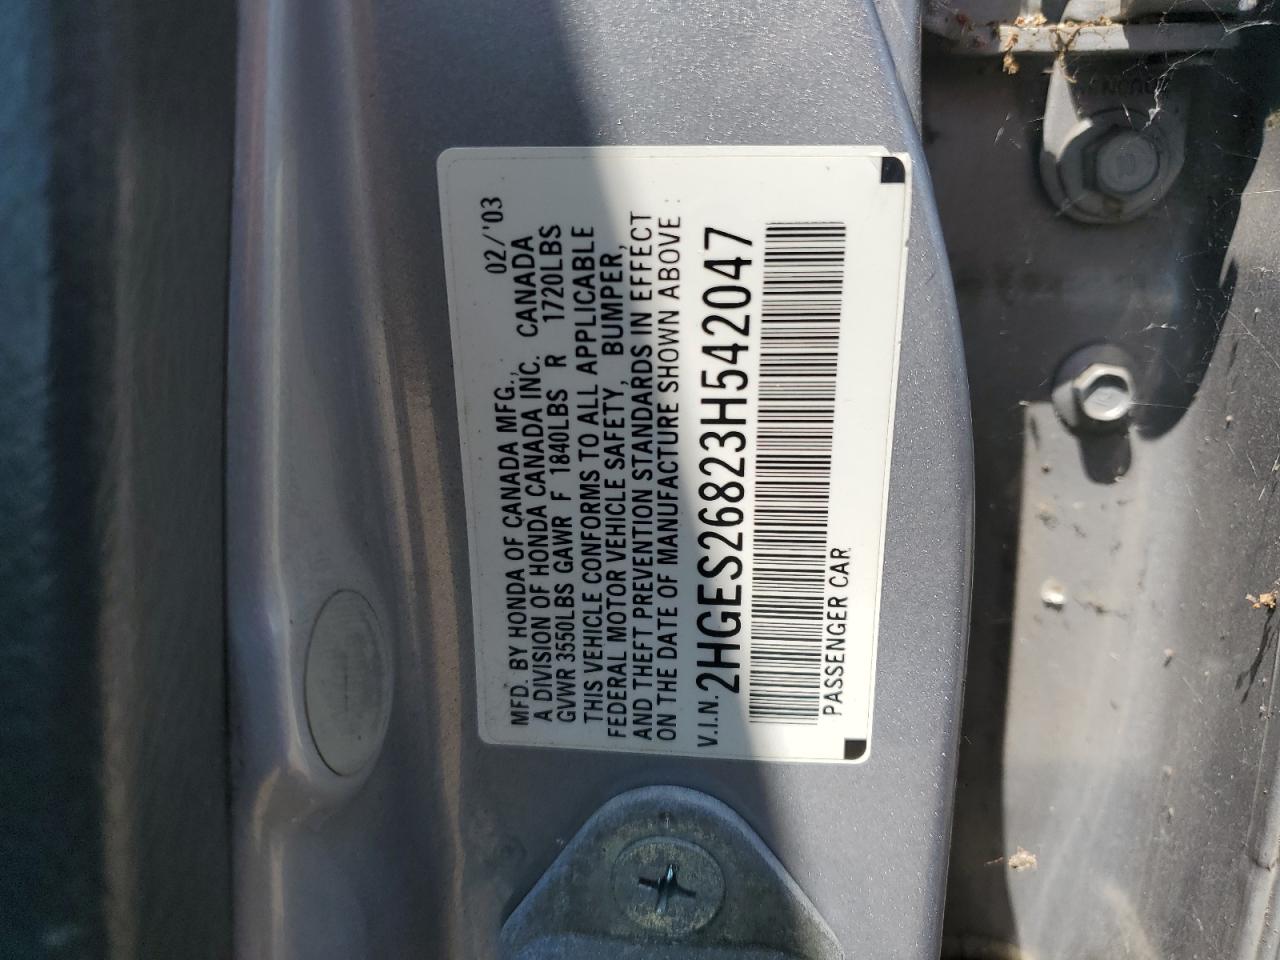 MFD. BY HONDA OF CANADA MFG., 02/'03
A DIVISION OF HONDA CANADA INC. CANADA
GVWR 3550LBS GAWR F 1840LBS R 1720LBS
THIS VEHICLE CONFORMS TO ALL APPLICABLE
FEDERAL MOTOR VEHICLE SAFETY, BUMPER,
AND THEFT PREVENTION STANDARDS IN EFFECT
ON THE DATE OF MANUFACTURE SHOWN ABOVE :
V.I.N. 2HGES26823H542047
PASSENGER CAR